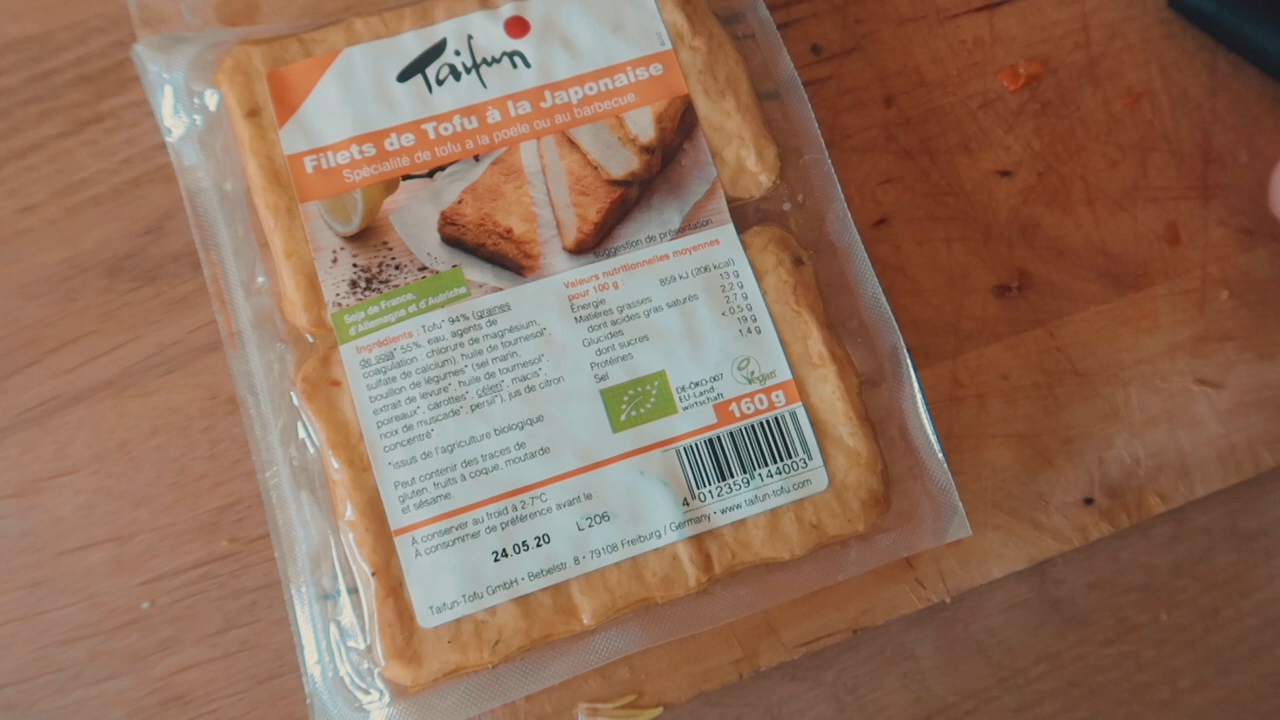 Taifun
Filets de Tofu à la Japonaise
Spécialité de tofu a la poele ou au barbecue.
suggestion de présentation
Soja de France,
d'Allemagne et d'Autriche
Ingrédients : Tofu* 94% (graines
de soja* 55%, eau, agents de
coagulation : chlorure de magnésium,
sulfate de calcium), huile de tournesol*,
bouillon de légumes* (sel marin,
extrait de levure*, huile de tournesol*,
poireaux*, carottes*, céleri*, macis*,
noix de muscade*, persil*), jus de citron
concentré*
*issus de l'agriculture biologique
Peut contenir des traces de
gluten, fruits à coque, moutarde
et sésame.
Valeurs nutritionnelles moyennes
pour 100 g :
Énergie 859 kJ (206 kcal)
Matières grasses 13 g
dont acides gras saturés 2,2 g
Glucides 2,7 g
dont sucres < 0,5 g
Protéines 19 g
Sel 1,4 g
DE-ÖKO-007
EU-Land-
wirtschaft
Vegan
160 g
À conserver au froid à 2-7°C
À consommer de préférence avant le :
24.05.20 L206
4 012359 144003
Taifun-Tofu GmbH • Bebelstr. 8 • 79108 Freiburg / Germany • www.taifun-tofu.com